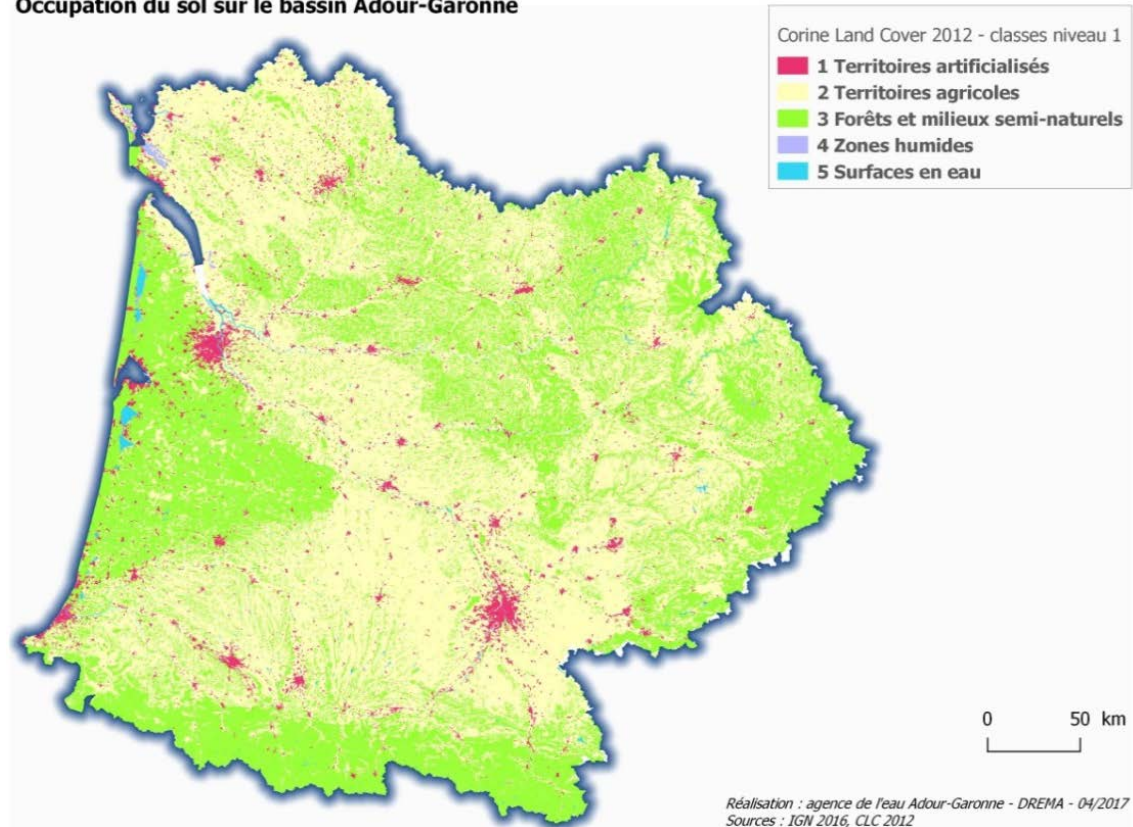 Occupation du sol sur le bassin Adour-Garonne
Corine Land Cover 2012 - classes niveau 1
1 Territoires artificialisés
2 Territoires agricoles
3 Forêts et milieux semi-naturels
4 Zones humides
5 Surfaces en eau
0 50 km
Réalisation : agence de l'eau Adour-Garonne - DREMA - 04/2017
Sources : IGN 2016, CLC 2012